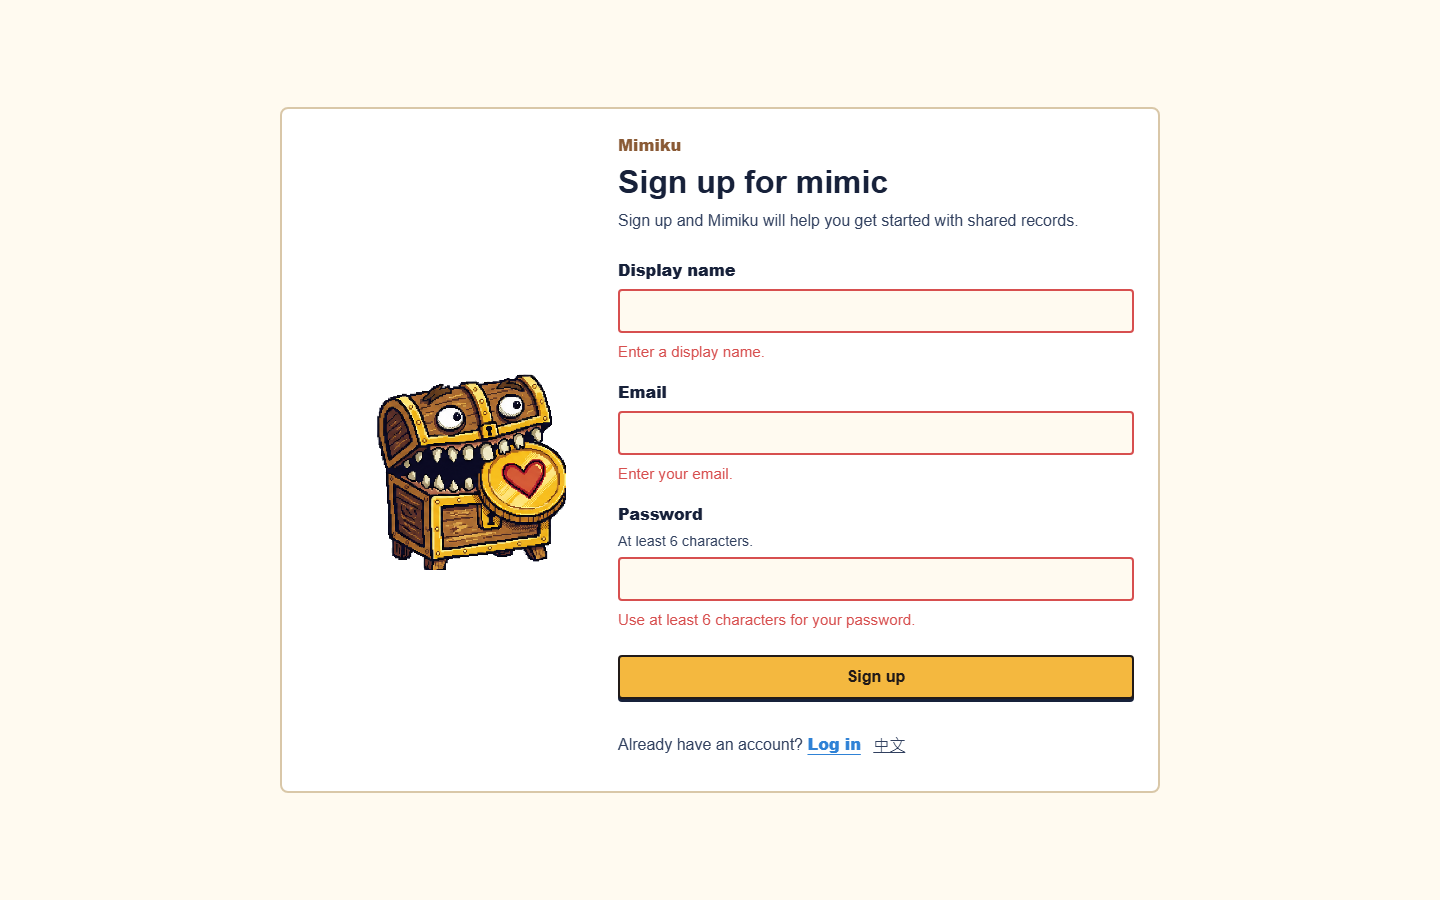 Mimiku
Sign up for mimic
Sign up and Mimiku will help you get started with shared records.
Display name
Enter a display name.
Email
Enter your email.
Password
At least 6 characters.
Use at least 6 characters for your password.
Sign up
Already have an account? Log in 中文